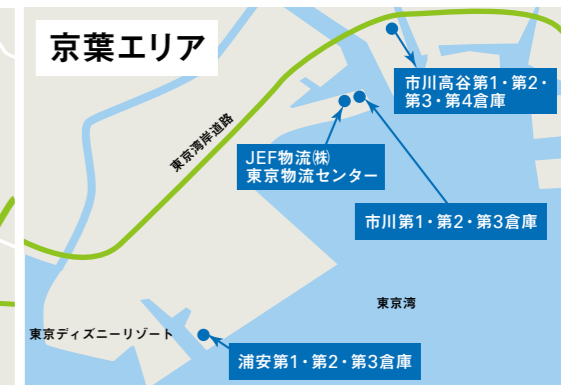 京葉エリア
市川高谷第1・第2・
第3・第4倉庫
東京湾岸道路
JEF物流㈱
東京物流センター
市川第1・第2・第3倉庫
東京湾
東京ディズニーリゾート
浦安第1・第2・第3倉庫